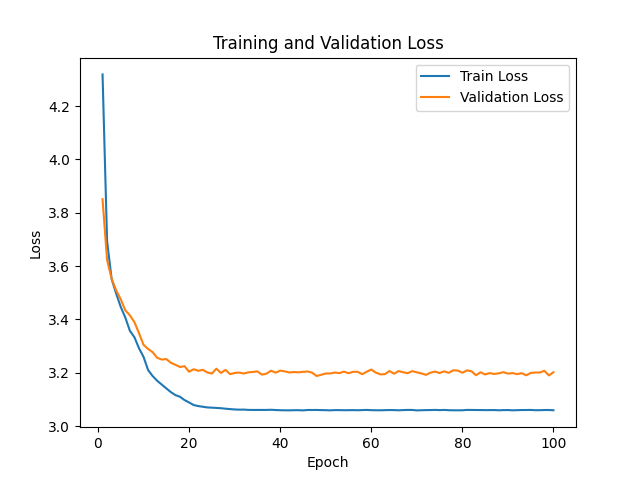 Training and Validation Loss
Train Loss
Validation Loss
4.2
4.0
3.8
3.6
3.4
3.2
3.0
Loss
0 20 40 60 80 100
Epoch